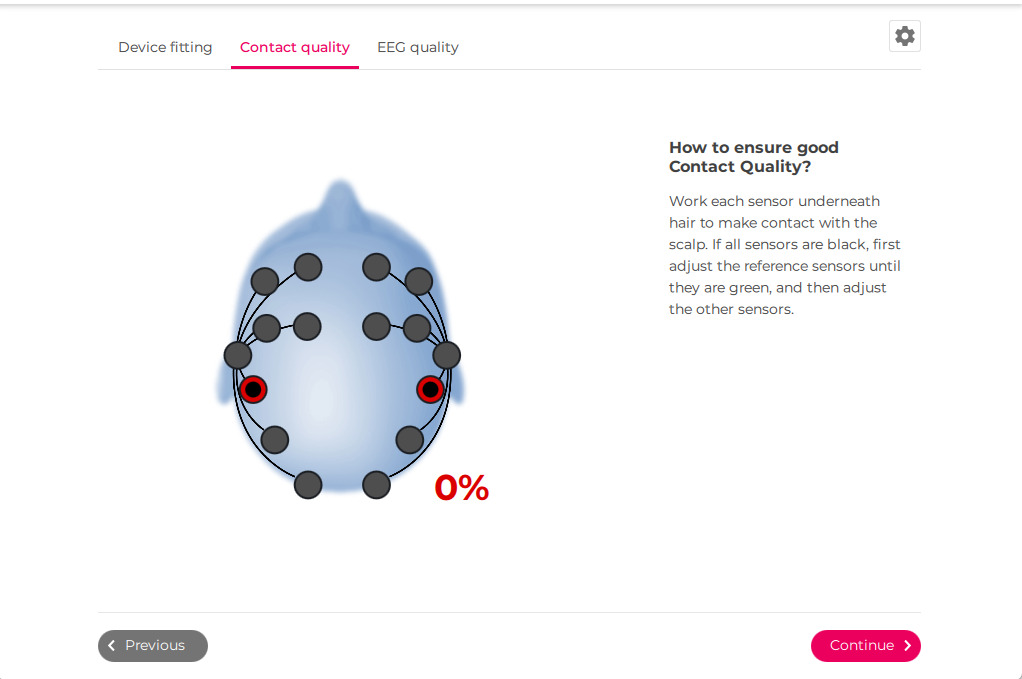 Device fitting
Contact quality
EEG quality
How to ensure good
Contact Quality?
Work each sensor underneath
hair to make contact with the
scalp. If all sensors are black, first
adjust the reference sensors until
they are green, and then adjust
the other sensors.
0%
Previous
Continue